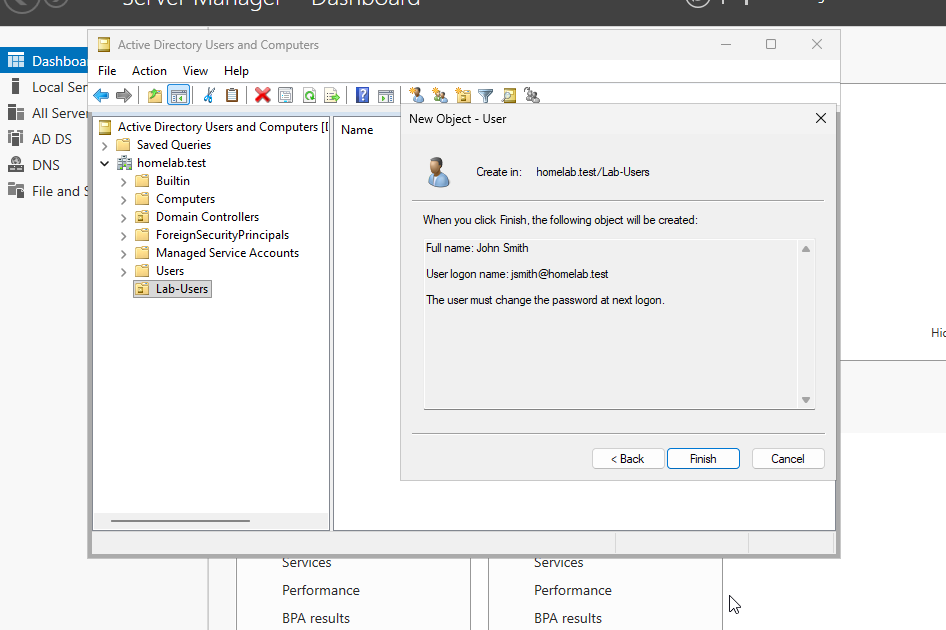 Server Manager Dashboard
Dashboa
Local Ser
All Server
AD DS
DNS
File and S
Active Directory Users and Computers
File Action View Help
Active Directory Users and Computers [
Saved Queries
homelab.test
Builtin
Computers
Domain Controllers
ForeignSecurityPrincipals
Managed Service Accounts
Users
Lab-Users
Name
New Object - User
Create in: homelab.test/Lab-Users
When you click Finish, the following object will be created:
Full name: John Smith
User logon name: jsmith@homelab.test
The user must change the password at next logon.
< Back Finish Cancel
Hid
Services
Performance
BPA results
Services
Performance
BPA results